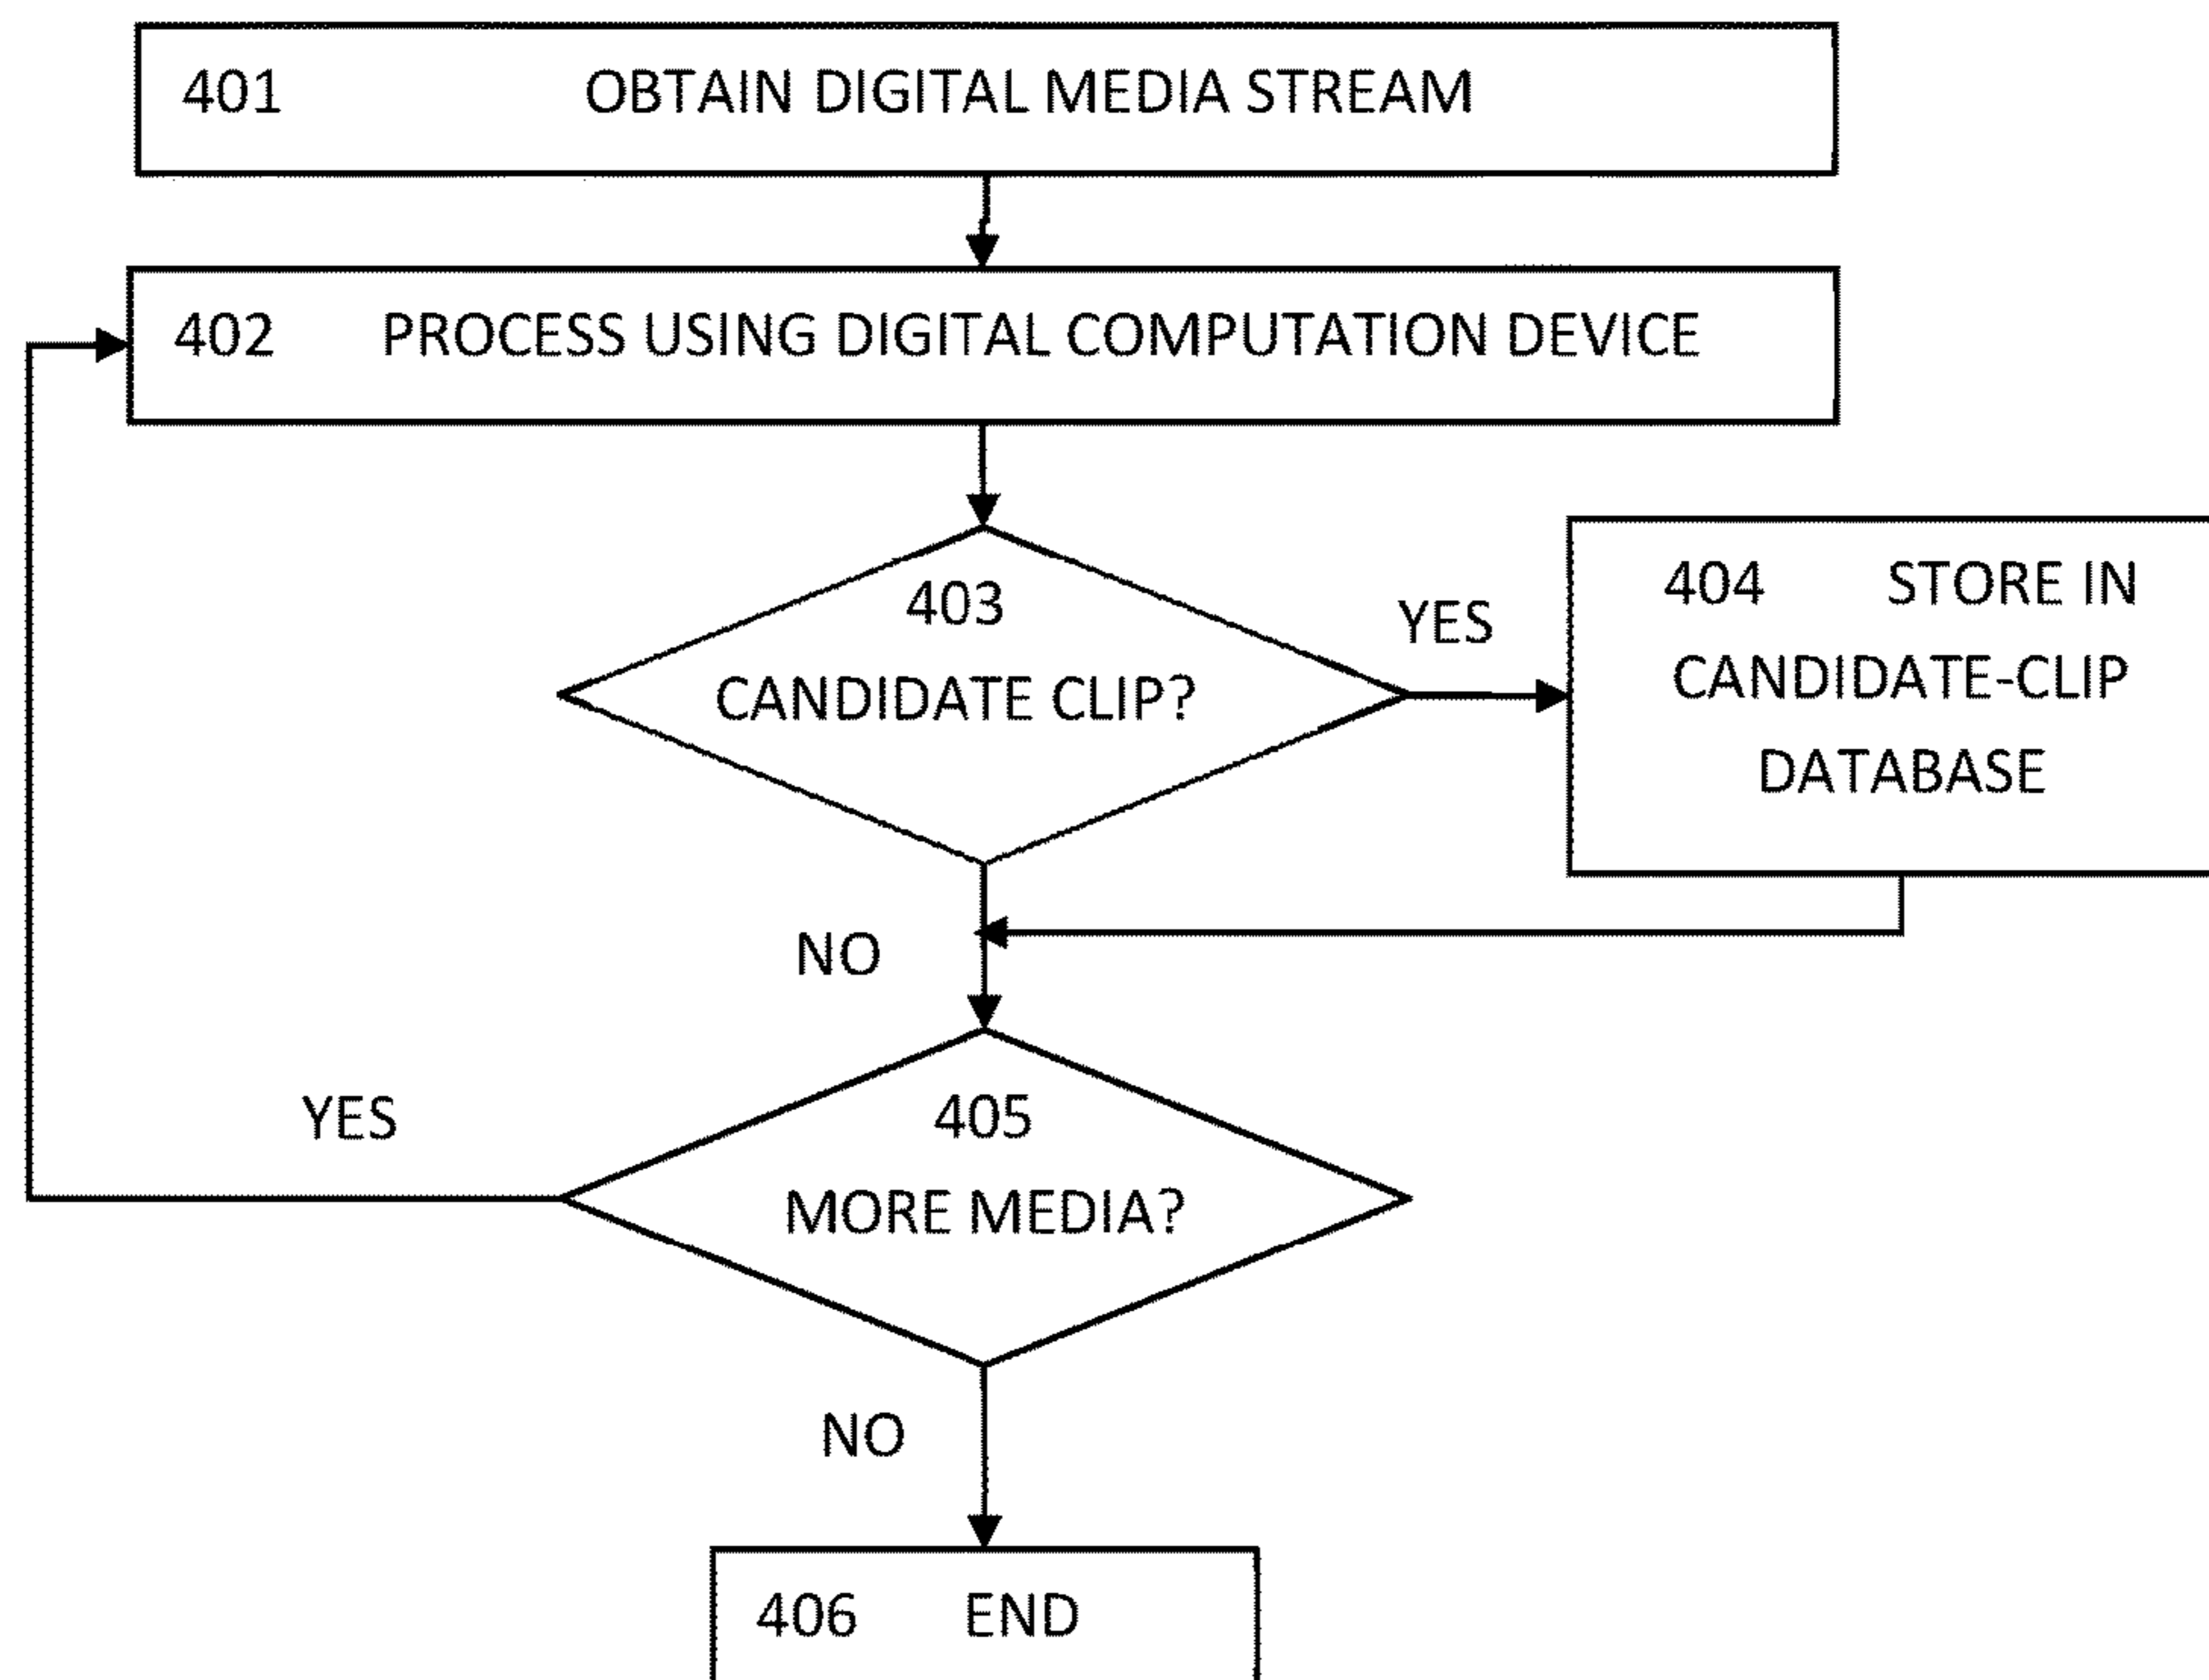 401 OBTAIN DIGITAL MEDIA STREAM
402 PROCESS USING DIGITAL COMPUTATION DEVICE
403
CANDIDATE CLIP?
YES
404 STORE IN
CANDIDATE-CLIP
DATABASE
NO
405
MORE MEDIA?
YES
NO
406 END